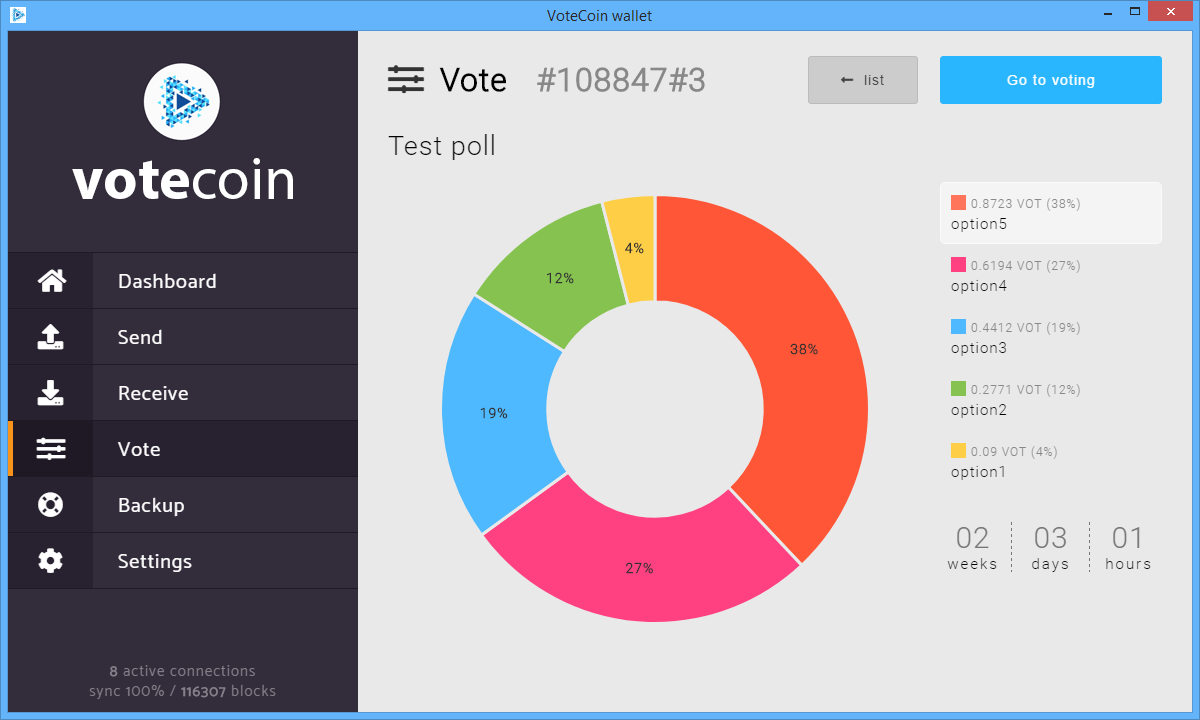 VoteCoin wallet
votecoin
Dashboard
Send
Receive
Vote
Backup
Settings
8 active connections
sync 100% / 116307 blocks
Vote #108847#3
← list
Go to voting
Test poll
38%
27%
19%
12%
4%
0.8723 VOT (38%)
option5
0.6194 VOT (27%)
option4
0.4412 VOT (19%)
option3
0.2771 VOT (12%)
option2
0.09 VOT (4%)
option1
02 03 01
weeks days hours